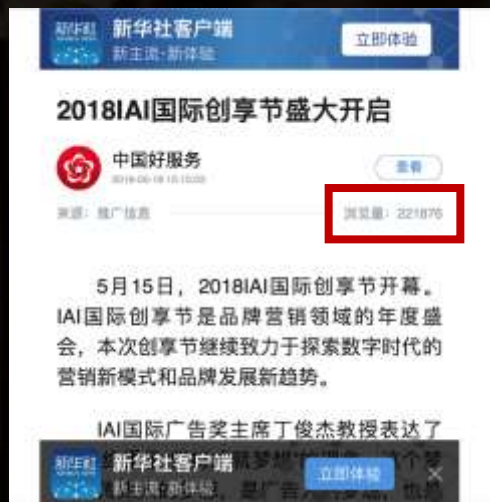 新华社
新华社客户端
新主流·新体验
立即体验
2018IAI国际创享节盛大开启
中国好服务
查看
来源：推广信息
浏览量：221876
5月15日，2018IAI国际创享节开幕。
IAI国际创享节是品牌营销领域的年度盛
会，本次创享节继续致力于探索数字时代的
营销新模式和品牌发展新趋势。
IAI国际广告奖主席丁俊杰教授表达了
新华社
新华社客户端
新主流·新体验
立即体验